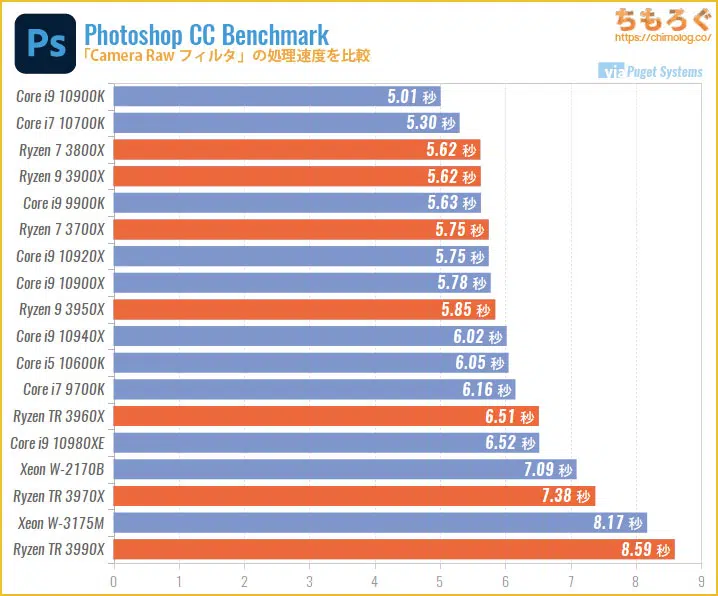 Ps
Photoshop CC Benchmark
「Camera Raw フィルタ」の処理速度を比較
ちもろぐ
https://chimolog.co/
via Puget Systems
Core i9 10900K 5.01 秒
Core i7 10700K 5.30 秒
Ryzen 7 3800X 5.62 秒
Ryzen 9 3900X 5.62 秒
Core i9 9900K 5.63 秒
Ryzen 7 3700X 5.75 秒
Core i9 10920X 5.75 秒
Core i9 10900X 5.78 秒
Ryzen 9 3950X 5.85 秒
Core i9 10940X 6.02 秒
Core i5 10600K 6.05 秒
Core i7 9700K 6.16 秒
Ryzen TR 3960X 6.51 秒
Core i9 10980XE 6.52 秒
Xeon W-2170B 7.09 秒
Ryzen TR 3970X 7.38 秒
Xeon W-3175M 8.17 秒
Ryzen TR 3990X 8.59 秒
0 1 2 3 4 5 6 7 8 9